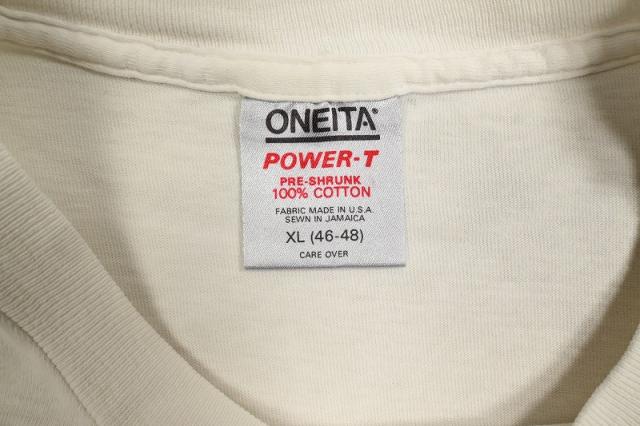 ONEITA®
POWER-T
PRE-SHRUNK
100% COTTON
FABRIC MADE IN U.S.A.
SEWN IN JAMAICA
XL (46-48)
CARE OVER